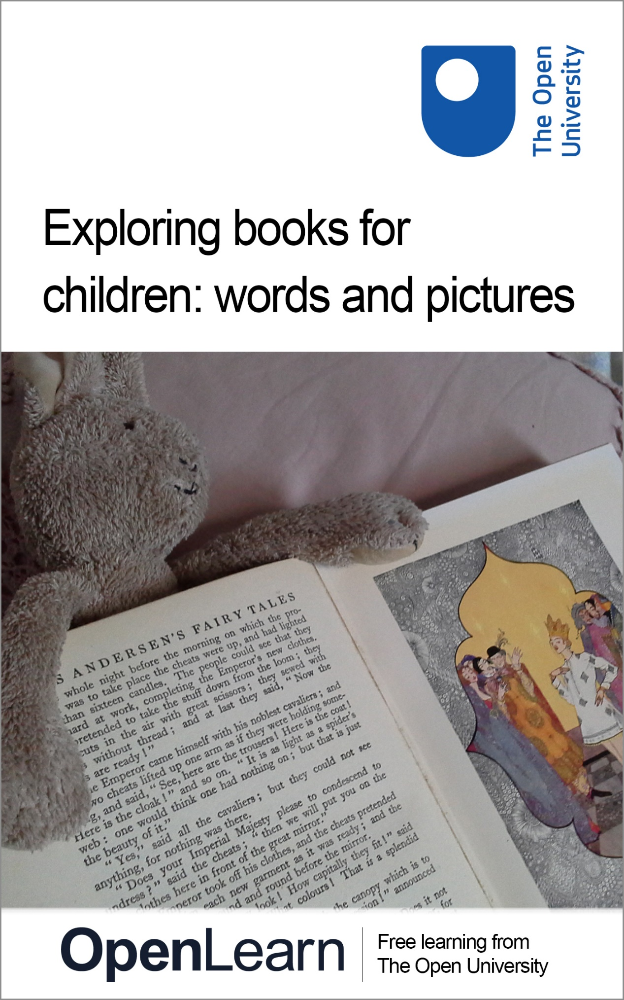 The Open
University
Exploring books for
children: words and pictures
S ANDERSEN'S FAIRY TALES
whole night before the morning on which the pro-
was to take place the cheats were up, and had lighted
than sixteen candles. The people could see that they
hard at work, completing the Emperor's new clothes.
pretended to take the stuff down from the loom; they
cuts in the air with great scissors; they sewed with
s without thread; and at last they said, "Now the
s are ready!"
e Emperor came himself with his noblest cavaliers; and
wo cheats lifted up one arm as if they were holding some-
g, and said, "See, here are the trousers! Here is the coat!
Here is the cloak!" and so on. "It is as light as a spider's
web: one would think one had nothing on; but that is just
the beauty of it."
"Yes," said all the cavaliers; but they could not see
anything, for nothing was there.
"Does your Imperial Majesty please to condescend to
undress?" said the cheats; "then we will put you on the
clothes here in front of the great mirror."
Emperor took off his clothes, and the cheats pretended
each new garment as it was ready; and the
nd and round before the mirror.
look! How capitally they fit!" said
What colours! That is a splendid
the canopy which is to
ession!" announced
Does it not
for
OpenLearn
Free learning from
The Open University